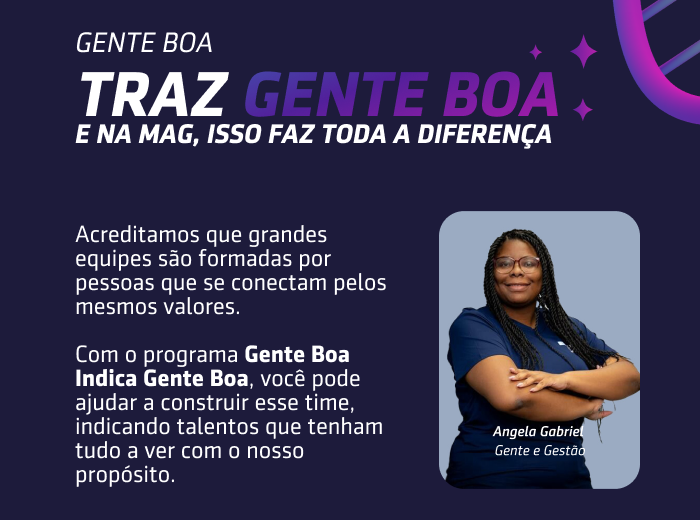 GENTE BOA
TRAZ GENTE BOA
E NA MAG, ISSO FAZ TODA A DIFERENÇA
Acreditamos que grandes
equipes são formadas por
pessoas que se conectam pelos
mesmos valores.
Com o programa Gente Boa
Indica Gente Boa, você pode
ajudar a construir esse time,
indicando talentos que tenham
tudo a ver com o nosso
propósito.
Angela Gabriel
Gente e Gestão